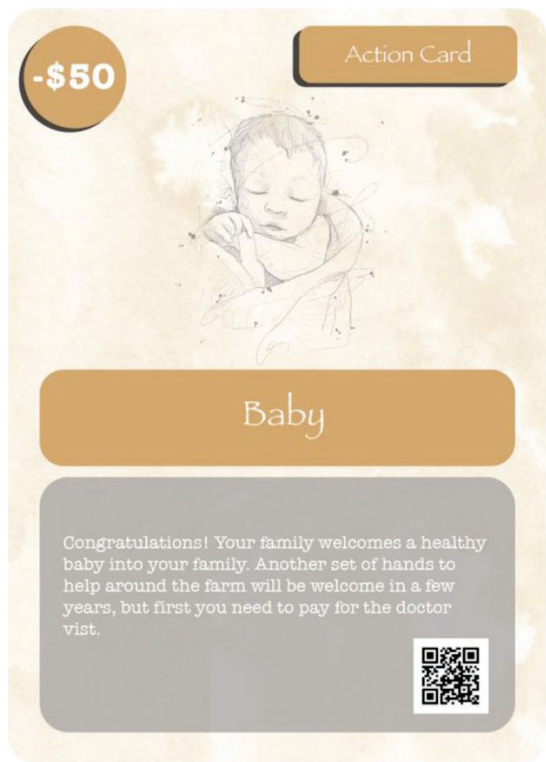 -$50
Action Card
Baby
Congratulations! Your family welcomes a healthy
baby into your family. Another set of hands to
help around the farm will be welcome in a few
years, but first you need to pay for the doctor
vist.